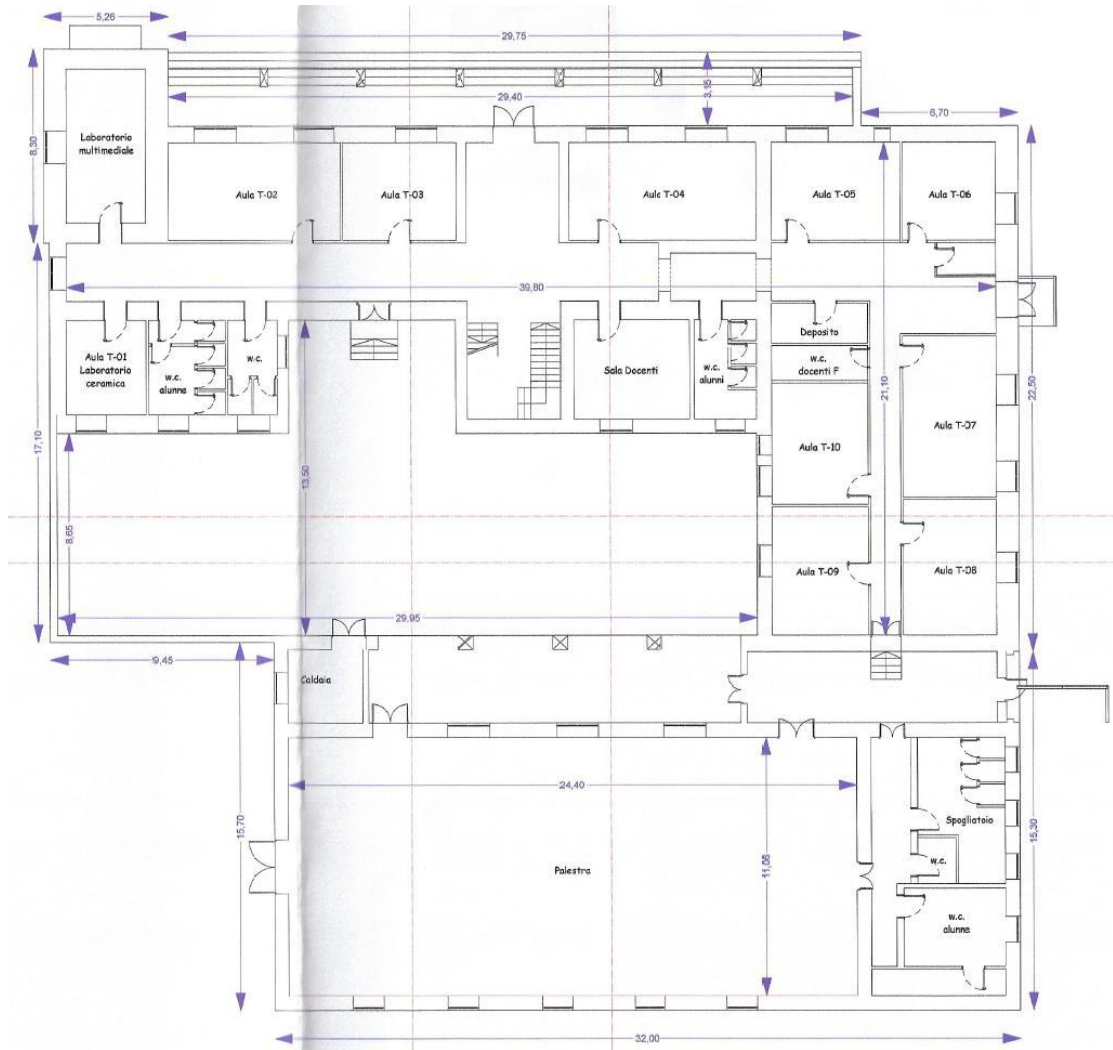 5,26
29,75
3,15
29,40
6,70
8,30
Laboratorio
multimediale
Aula T-02
Aula T-03
Aula T-04
Aula T-05
Aula T-06
39,80
Aula T-01
Laboratorio
ceramica
w.c.
alunne
w.c.
Sala Docenti
w.c.
alunni
Deposito
w.c.
docenti F
21,10
22,50
Aula T-07
Aula T-10
17,10
13,50
8,65
Aula T-09
Aula T-08
29,95
9,45
Caldaia
24,40
15,70
11,06
Palestra
Spogliatoio
15,30
w.c.
w.c.
alunne
32,00